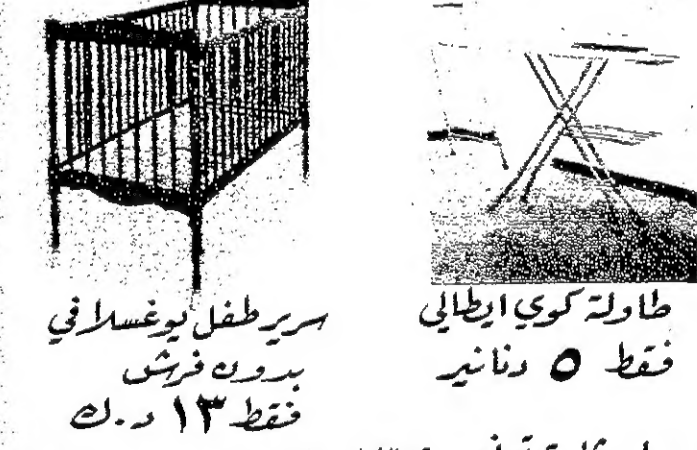 طاولة كوي ايطالي
فقط ٥ دنانير
سرير طفل يوغسلافي
بدون فرش
فقط ١٣ د.ك